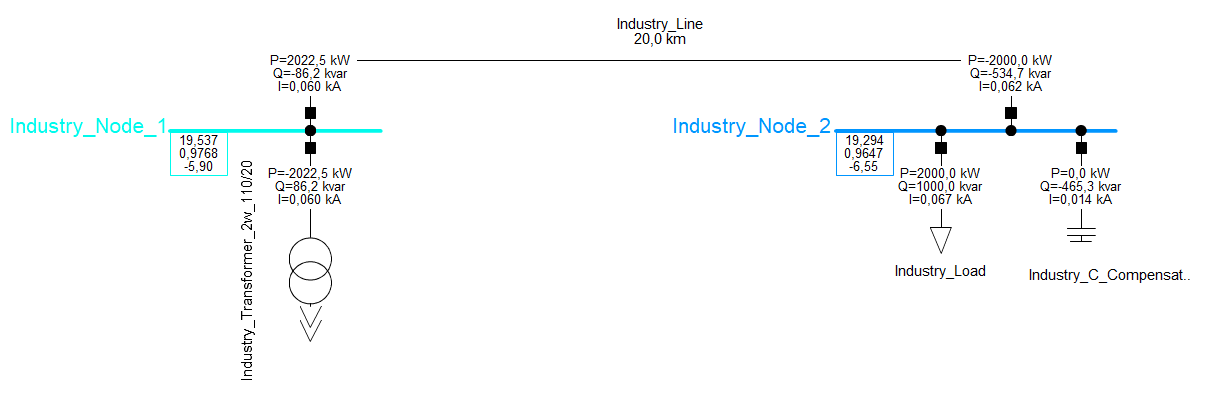 Industry_Line
20,0 km
P=2022,5 kW
Q=-86,2 kvar
I=0,060 kA
P=-2000,0 kW
Q=-534,7 kvar
I=0,062 kA
Industry_Node_1
19,537
0,9768
-5,90
Industry_Node_2
19,294
0,9647
-6,55
P=-2022,5 kW
Q=86,2 kvar
I=0,060 kA
P=2000,0 kW
Q=1000,0 kvar
I=0,067 kA
P=0,0 kW
Q=-465,3 kvar
I=0,014 kA
Industry_Transformer_2w_110/20
Industry_Load
Industry_C_Compensat..